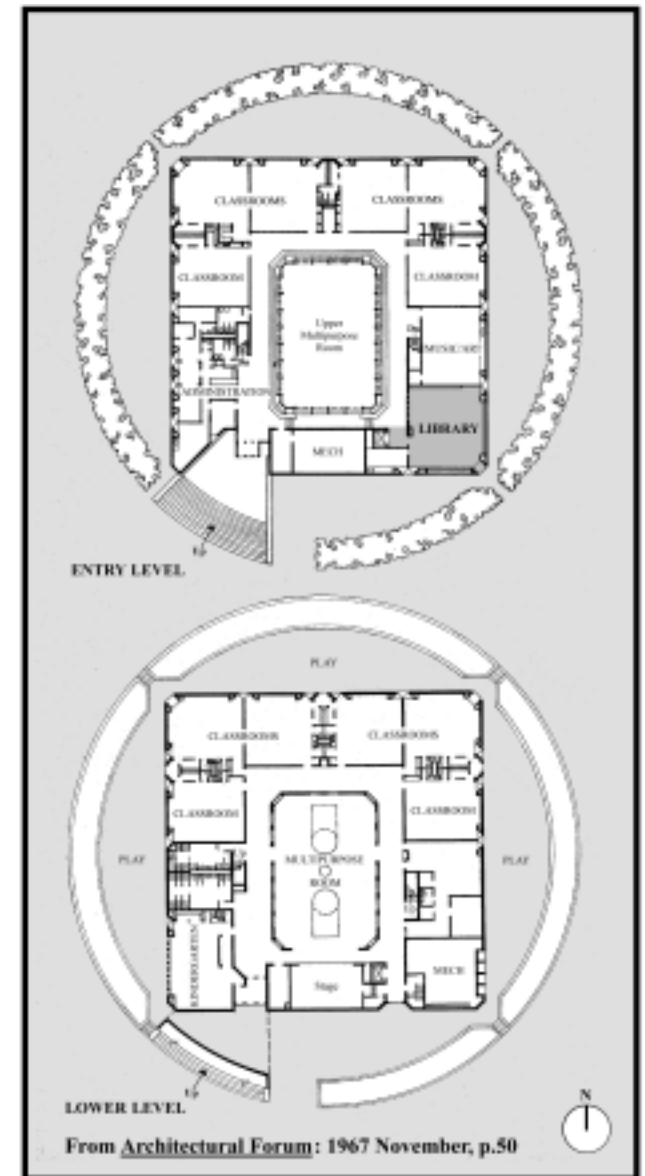 CLASSROOMS
CLASSROOMS
CLASSROOM
CLASSROOM
Upper
Multipurpose
Room
MUSIC/ART
ADMINISTRATION
LIBRARY
MECH
Up
ENTRY LEVEL
PLAY
CLASSROOMS
CLASSROOMS
CLASSROOM
CLASSROOM
PLAY
MULTIPURPOSE
ROOM
PLAY
KINDERGARTEN
Stage
MECH
Up
LOWER LEVEL
N
From Architectural Forum: 1967 November, p.50